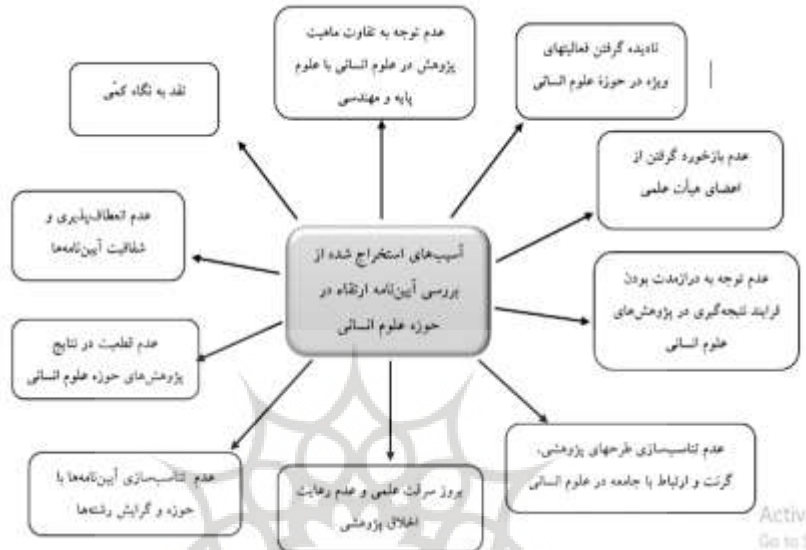 عدم توجه به تفاوت ماهیت
پژوهش در علوم انسانی با علوم
پایه و مهندسی
نادیده گرفتن فعالیتهای
ویژه در حوزۀ علوم انسانی
نقد به نگاه کمّی
عدم بازخورد گرفتن از
اعضای هیأت علمی
عدم انعطاف‌پذیری و
شفافیت آیین‌نامه‌ها
آسیب‌های استخراج شده از
بررسی آیین‌نامه ارتقاء در
حوزه علوم انسانی
عدم توجه به درازمدت بودن
فرایند نتیجه‌گیری در پژوهش‌های
علوم انسانی
عدم قطعیت در نتایج
پژوهش‌های حوزه علوم انسانی
عدم تناسب‌سازی طرحهای پژوهشی،
گرنت و ارتباط با جامعه در علوم انسانی
عدم تناسب‌سازی آیین‌نامه‌ها با
حوزه و گرایش رشته‌ها
بروز سرقت علمی و عدم رعایت
اخلاق پژوهشی
Activ
Go to S